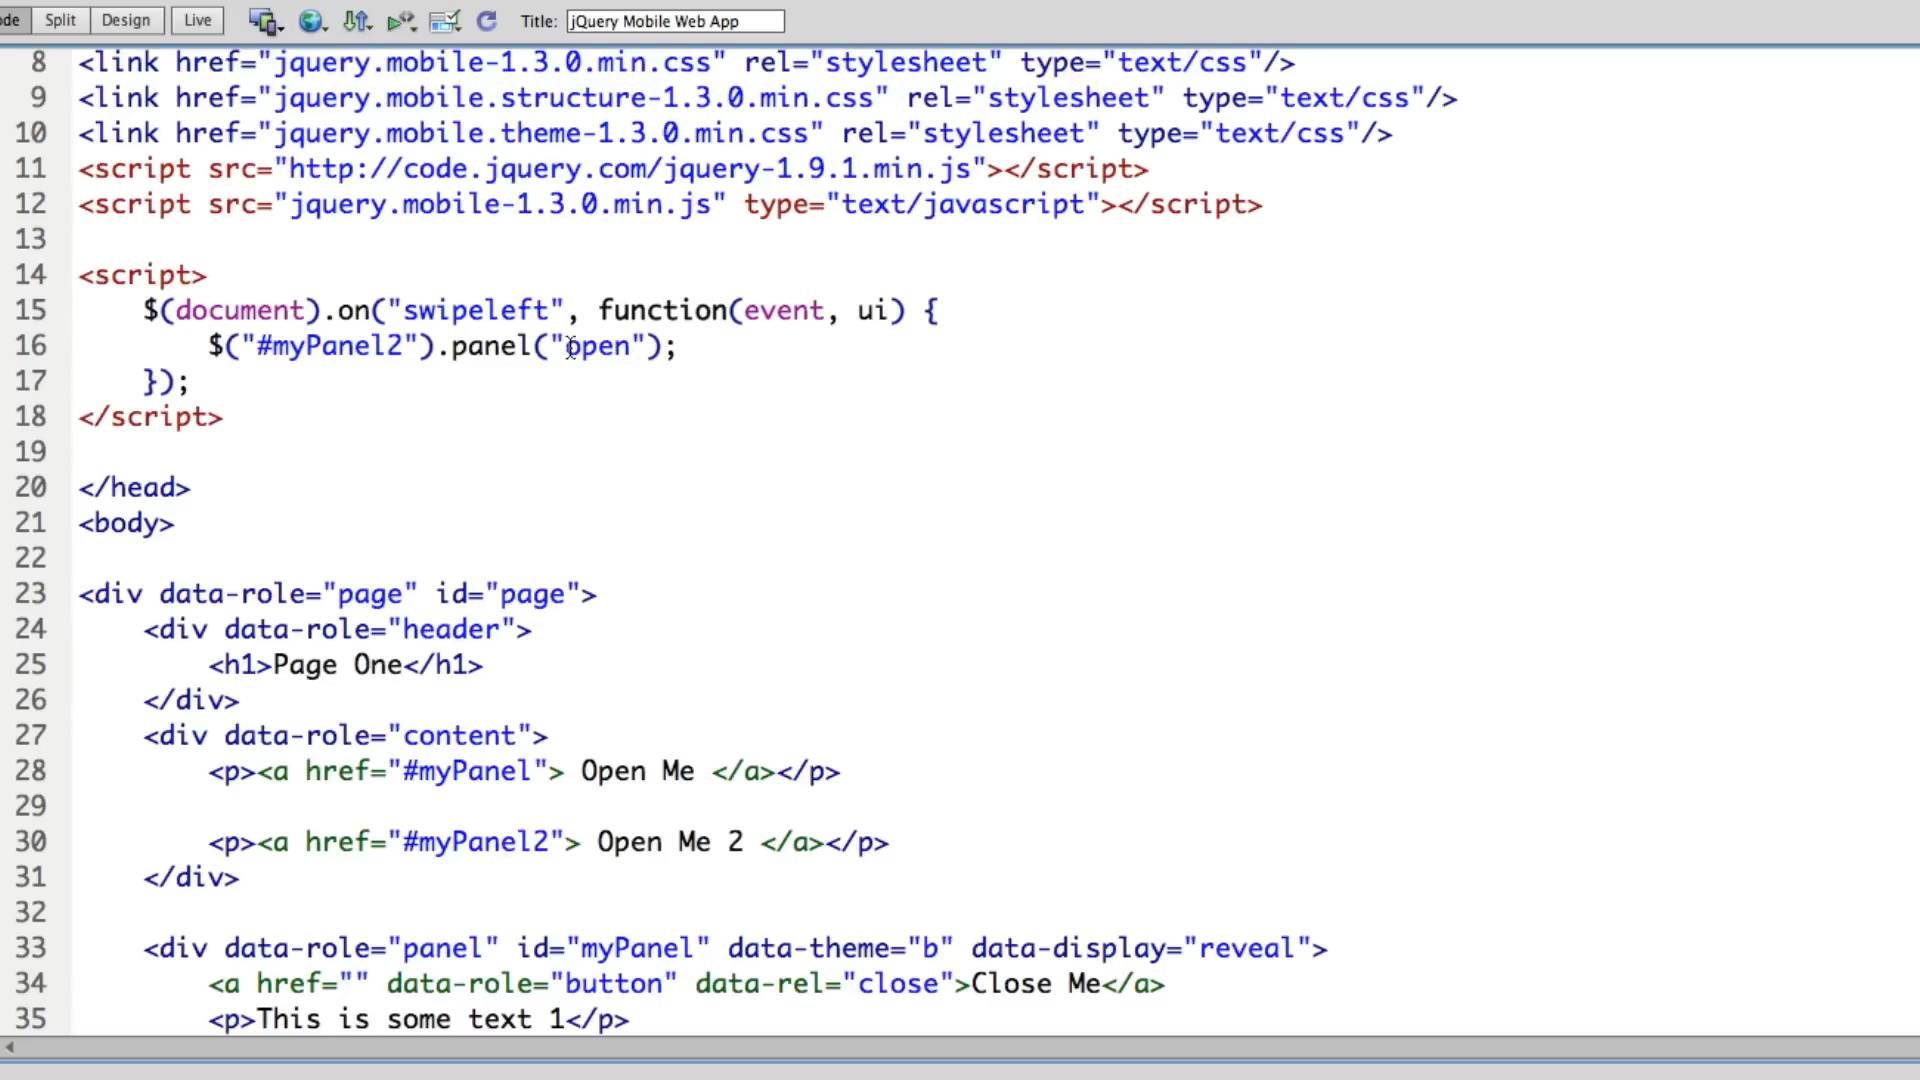 ode Split Design Live Title: jQuery Mobile Web App
8 <link href="jquery.mobile-1.3.0.min.css" rel="stylesheet" type="text/css"/>
9 <link href="jquery.mobile.structure-1.3.0.min.css" rel="stylesheet" type="text/css"/>
10 <link href="jquery.mobile.theme-1.3.0.min.css" rel="stylesheet" type="text/css"/>
11 <script src="http://code.jquery.com/jquery-1.9.1.min.js"></script>
12 <script src="jquery.mobile-1.3.0.min.js" type="text/javascript"></script>
13
14 <script>
15 $(document).on("swipeleft", function(event, ui) {
16 $("#myPanel2").panel("open");
17 });
18 </script>
19
20 </head>
21 <body>
22
23 <div data-role="page" id="page">
24 <div data-role="header">
25 <h1>Page One</h1>
26 </div>
27 <div data-role="content">
28 <p><a href="#myPanel"> Open Me </a></p>
29
30 <p><a href="#myPanel2"> Open Me 2 </a></p>
31 </div>
32
33 <div data-role="panel" id="myPanel" data-theme="b" data-display="reveal">
34 <a href="" data-role="button" data-rel="close">Close Me</a>
35 <p>This is some text 1</p>